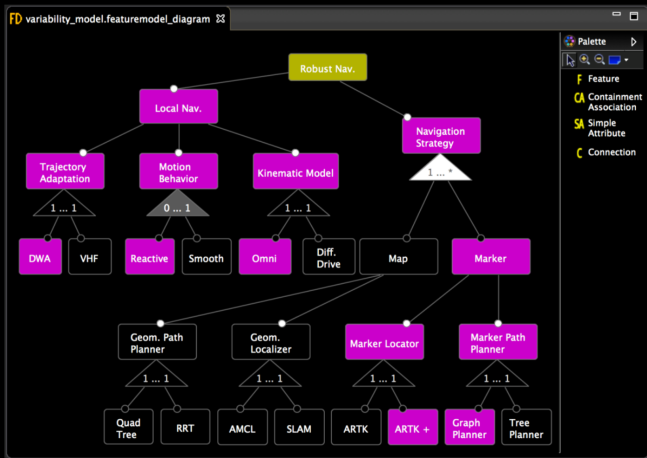 FD variability_model.featuremodel_diagram
Palette
Robust Nav.
F Feature
CA Containment
Association
SA Simple
Attribute
C Connection
Local Nav.
Navigation
Strategy
1 ... *
Trajectory
Adaptation
1 ... 1
Motion
Behavior
0 ... 1
Kinematic Model
1 ... 1
DWA
VHF
Reactive
Smooth
Omni
Diff.
Drive
Map
Marker
Geom. Path
Planner
1 ... 1
Geom.
Localizer
1 ... 1
Marker Locator
1 ... 1
Marker Path
Planner
1 ... 1
Quad
Tree
RRT
AMCL
SLAM
ARTK
ARTK +
Graph
Planner
Tree
Planner